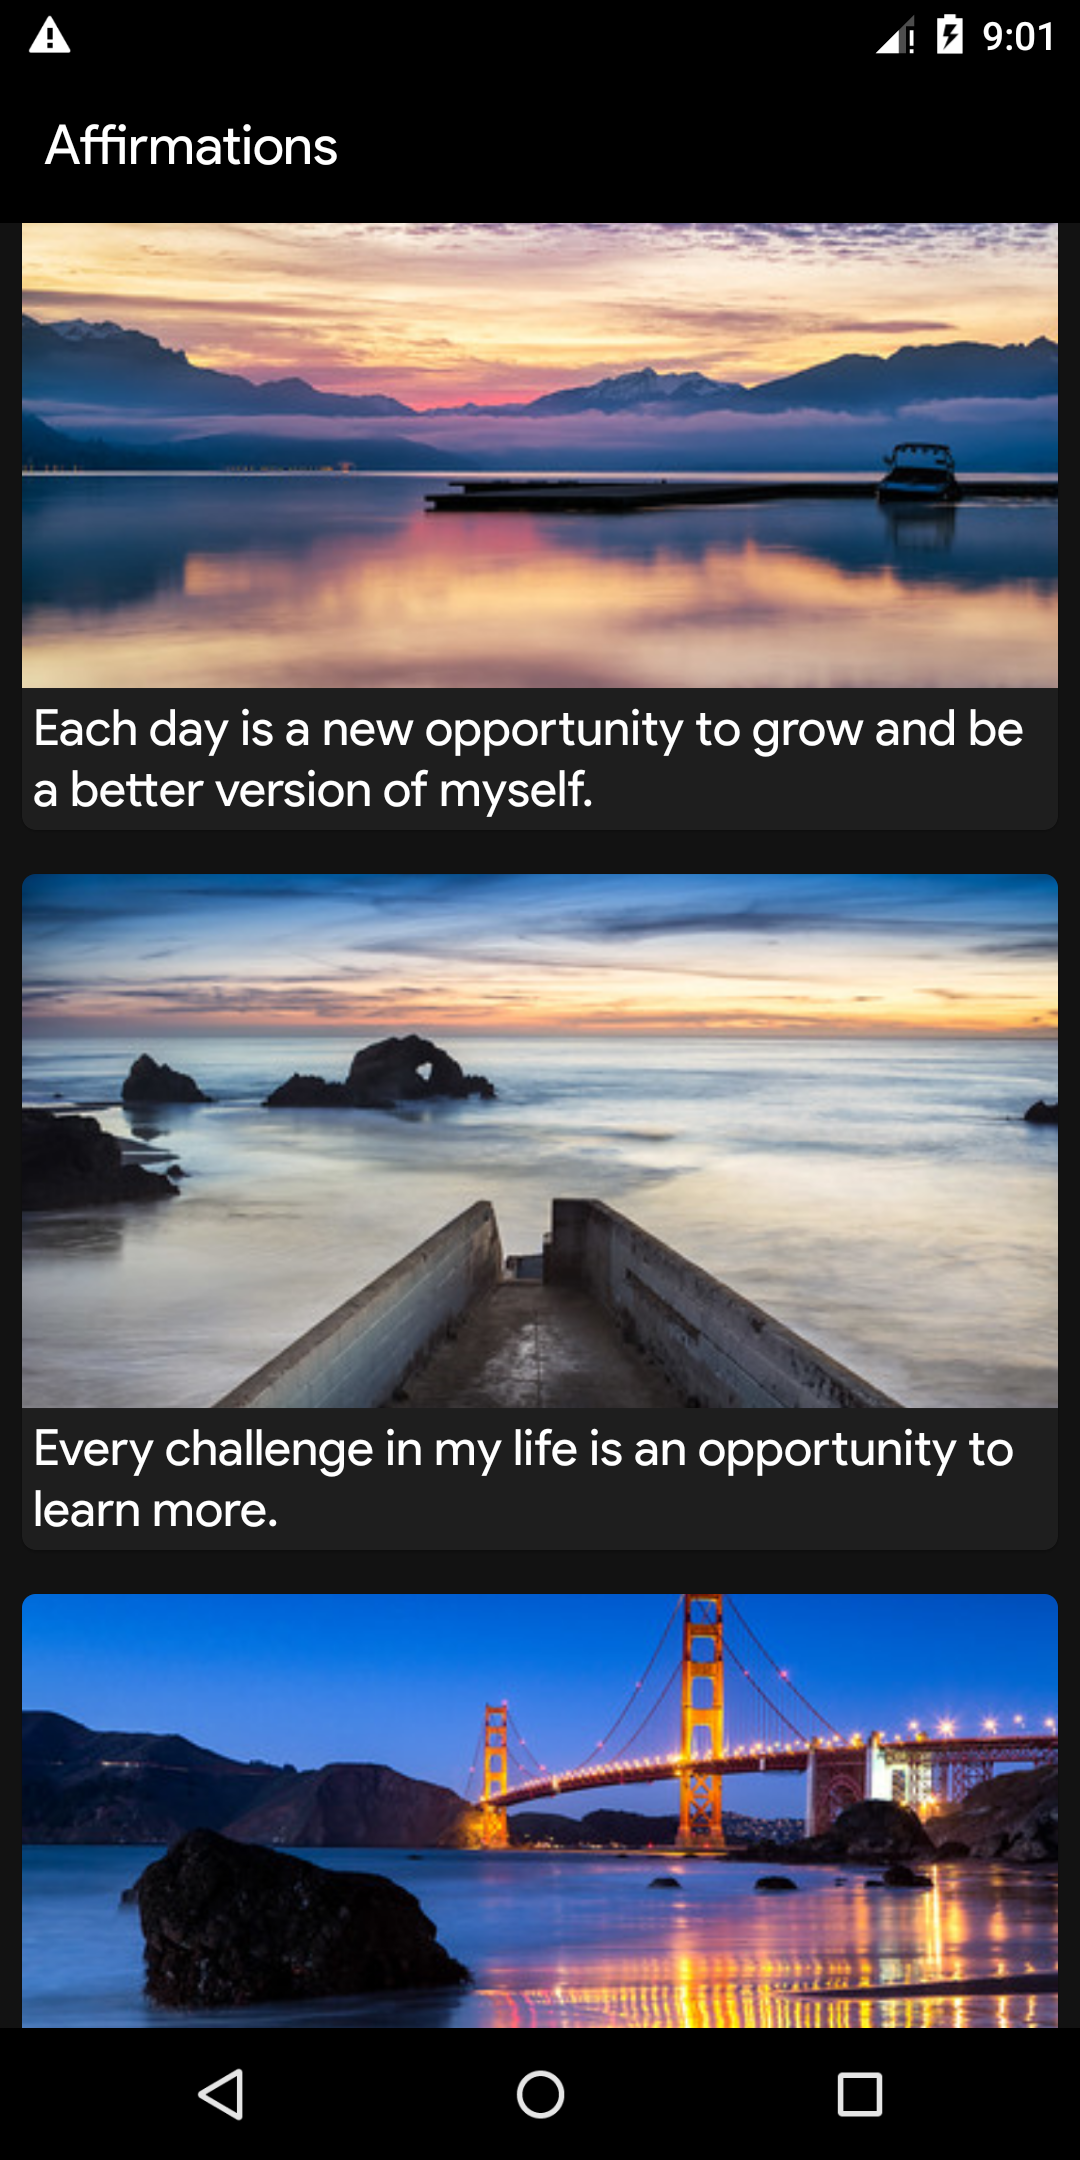 9:01
Affirmations
Each day is a new opportunity to grow and be
a better version of myself.
Every challenge in my life is an opportunity to
learn more.